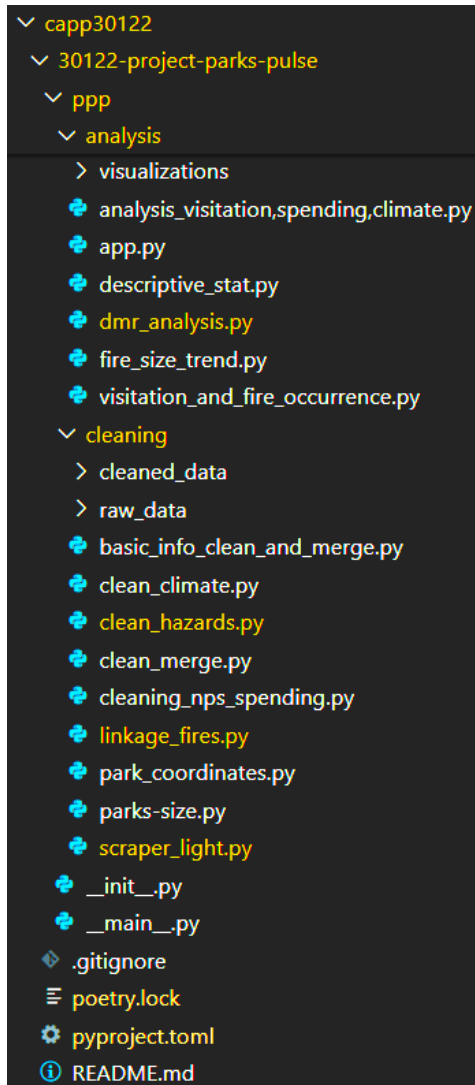 capp30122
30122-project-parks-pulse
ppp
analysis
visualizations
analysis_visitation,spending,climate.py
app.py
descriptive_stat.py
dmr_analysis.py
fire_size_trend.py
visitation_and_fire_occurrence.py
cleaning
cleaned_data
raw_data
basic_info_clean_and_merge.py
clean_climate.py
clean_hazards.py
clean_merge.py
cleaning_nps_spending.py
linkage_fires.py
park_coordinates.py
parks-size.py
scraper_light.py
__init__.py
__main__.py
.gitignore
poetry.lock
pyproject.toml
README.md